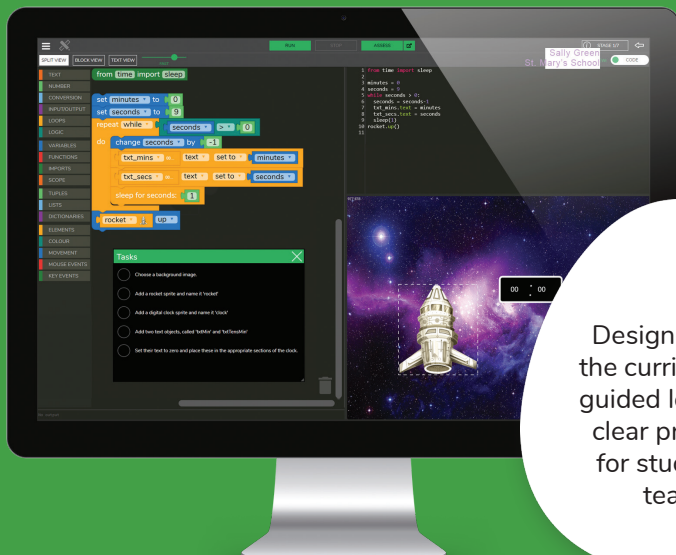 RUN
ASSESS
STAGE 1/7
SPLIT VIEW
BLOCK VIEW
TEXT VIEW
Sally Green
St. Mary's School
CODE
TEXT
NUMBER
CONVERSION
INPUT/OUTPUT
LOOPS
LOGIC
VARIABLES
FUNCTIONS
IMPORTS
SCOPE
TUPLES
LISTS
DICTIONARIES
ELEMENTS
COLOUR
MOVEMENT
MOUSE EVENTS
KEY EVENTS
from time import sleep
set minutes to 0
set seconds to 9
repeat while seconds > 0
do change seconds by -1
txt_mins = text set to minutes
txt_secs = text set to seconds
sleep for seconds: 1
rocket up
Tasks
Choose a background image.
Add a rocket sprite and name it 'rocket'
Add a digital clock sprite and name it 'clock'
Add two text objects, called 'txtMin' and 'txtTensMin'
Set their text to zero and place these in the appropriate sections of the clock.
1 from time import sleep
2
3 minutes = 0
4 seconds = 9
5 while seconds > 0:
6 seconds = seconds-1
7 txt_mins.text = minutes
8 txt_secs.text = seconds
9 sleep(1)
10 rocket.up()
11
00 : 00
Design
the curri
guided le
clear pr
for stu
tea